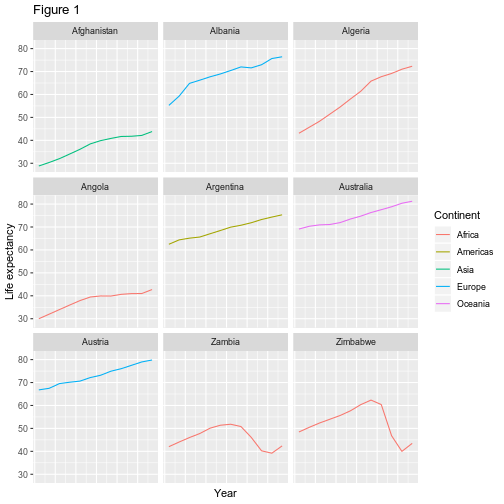 Figure 1
Afghanistan
Albania
Algeria
80
70
60
50
40
30
Angola
Argentina
Australia
80
70
60
50
40
30
Austria
Zambia
Zimbabwe
80
70
60
50
40
30
Life expectancy
Year
Continent
Africa
Americas
Asia
Europe
Oceania